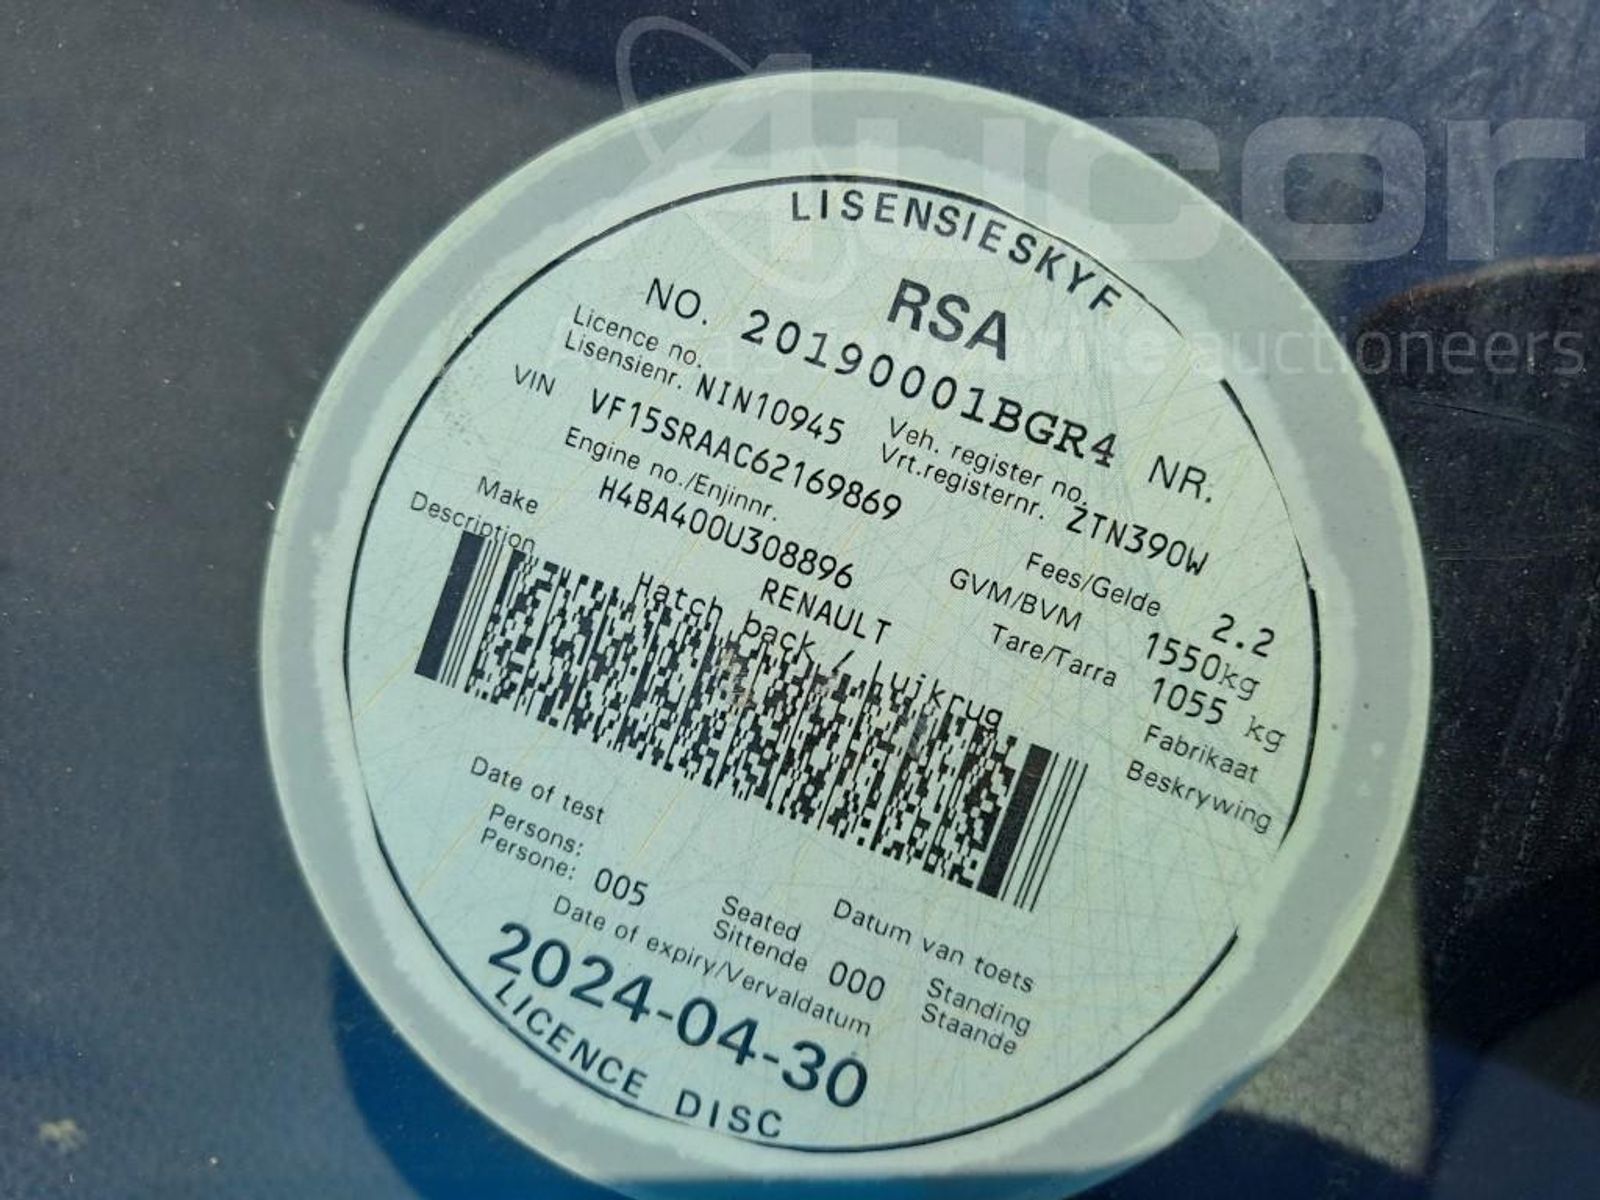 Aucor
auctioneers
LISENSIESKYF
RSA
NO. 20190001BGR4 NR.
Licence no.
Lisensienr. NIN10945
Veh. register no.
Vrt.registernr. ZTN390W
VIN VF15SRAAC62169869
Engine no./Enjinnr.
H4BA400U308896
Fees/Gelde 2.2
GVM/BVM 1550kg
Tare/Tarra 1055 kg
Make RENAULT Fabrikaat
Description Hatch back / Luikrug Beskrywing
Date of test Datum van toets
Persons:
Persone: 005
Seated
Sittende 000
Standing
Staande
Date of expiry/Vervaldatum
2024-04-30
LICENCE DISC